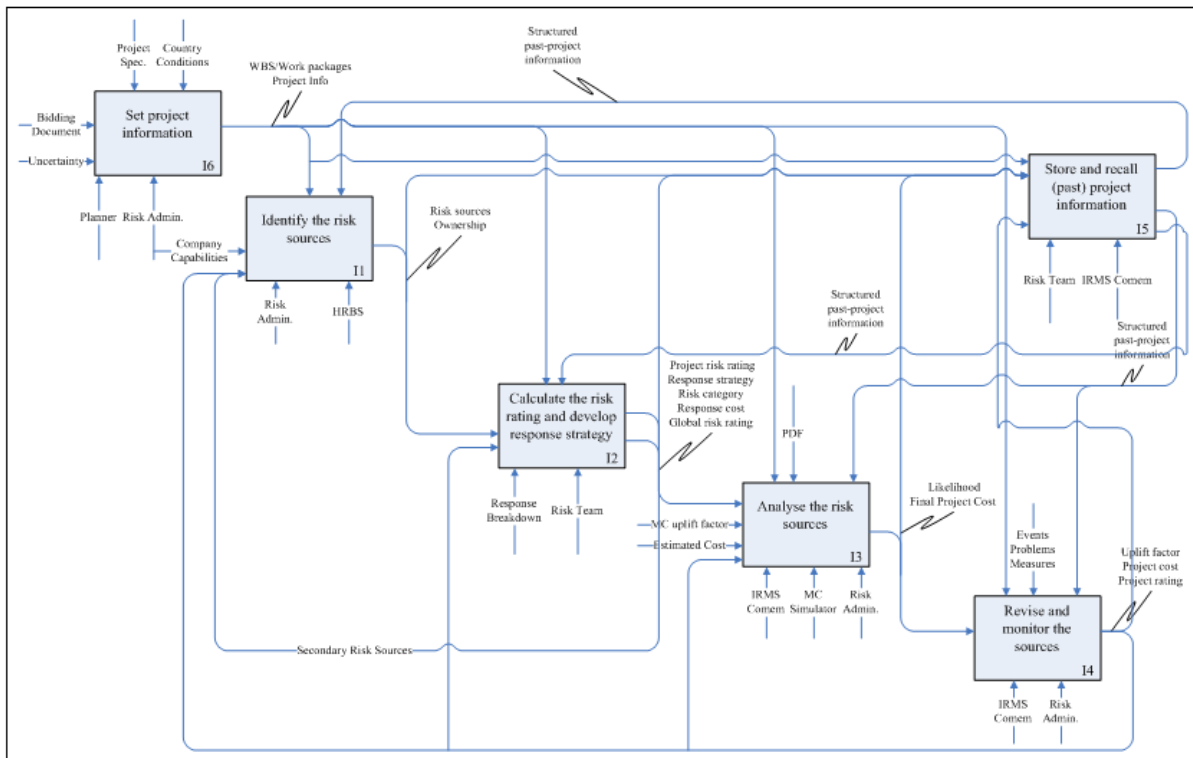 Project
Spec.
Country
Conditions
WBS/Work packages
Project Info
Structured
past-project
information
Bidding
Document
Uncertainty
Set project
information
I6
Planner
Risk Admin.
Company
Capabilities
Identify the risk
sources
I1
Risk sources
Ownership
Risk
Admin.
HRBS
Store and recall
(past) project
information
I5
Risk Team
IRMS Comem
Structured
past-project
information
Structured
past-project
information
Calculate the risk
rating and develop
response strategy
I2
Project risk rating
Response strategy
Risk category
Response cost
Global risk rating
Response
Breakdown
Risk Team
PDF
MC uplift factor
Estimated Cost
Analyse the risk
sources
I3
Likelihood
Final Project Cost
IRMS
Comem
MC
Simulator
Risk
Admin.
Events
Problems
Measures
Uplift factor
Project cost
Project rating
Revise and
monitor the
sources
I4
Secondary Risk Sources
IRMS
Comem
Risk
Admin.